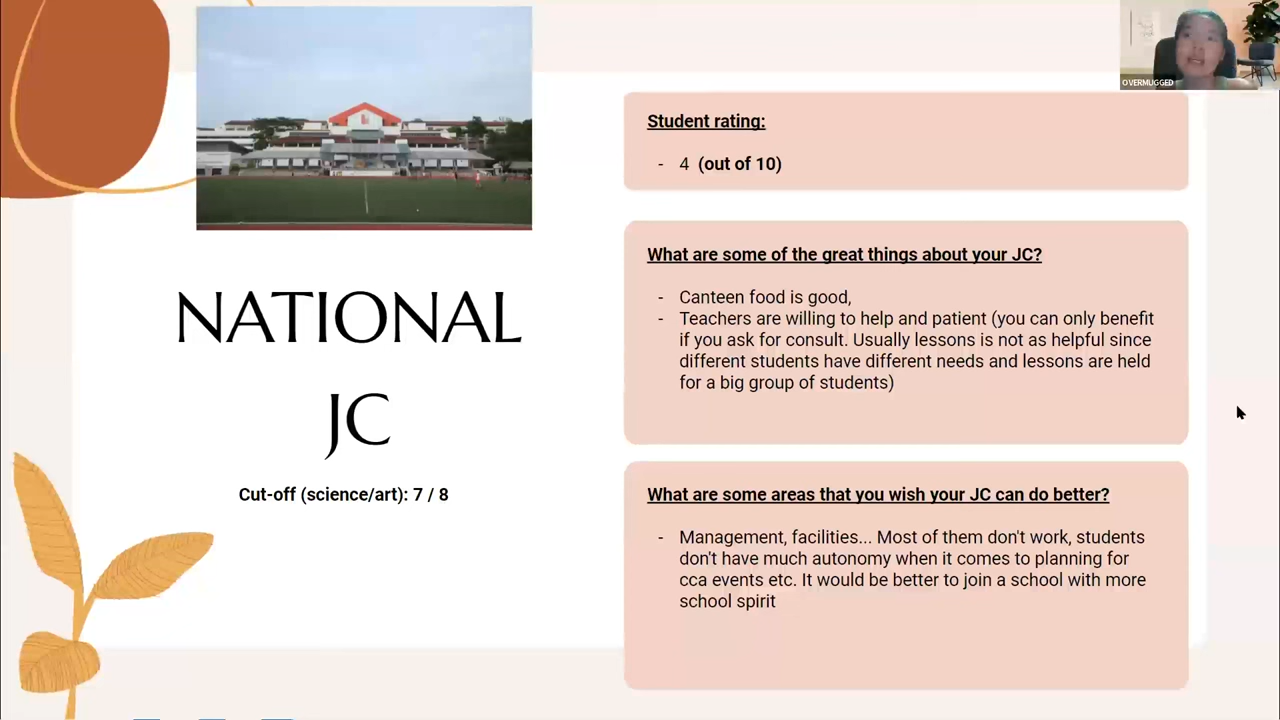 OVERMUGGED
NATIONAL
JC
Cut-off (science/art): 7 / 8
Student rating:
- 4 (out of 10)
What are some of the great things about your JC?
- Canteen food is good,
- Teachers are willing to help and patient (you can only benefit
if you ask for consult. Usually lessons is not as helpful since
different students have different needs and lessons are held
for a big group of students)
What are some areas that you wish your JC can do better?
- Management, facilities... Most of them don't work, students
don't have much autonomy when it comes to planning for
cca events etc. It would be better to join a school with more
school spirit